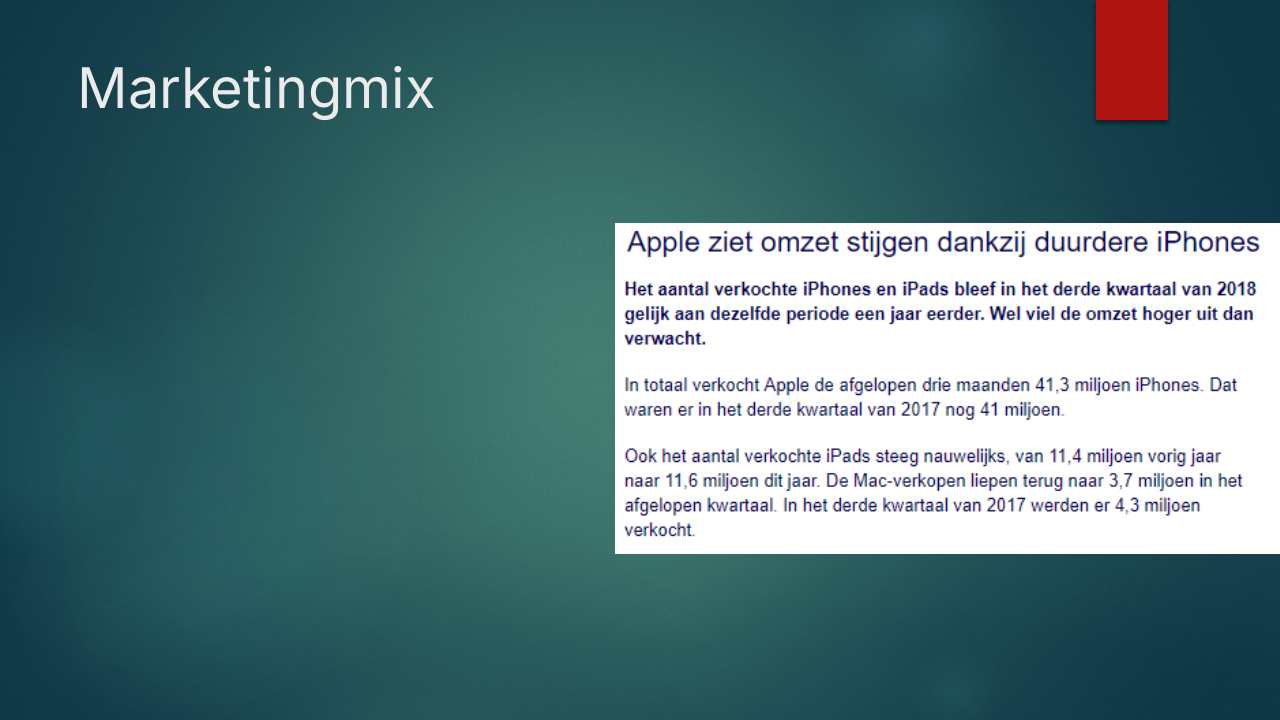 Marketingmix
Apple ziet omzet stijgen dankzij duurdere iPhones
Het aantal verkochte iPhones en iPads bleef in het derde kwartaal van 2018
gelijk aan dezelfde periode een jaar eerder. Wel viel de omzet hoger uit dan
verwacht.
In totaal verkocht Apple de afgelopen drie maanden 41,3 miljoen iPhones. Dat
waren er in het derde kwartaal van 2017 nog 41 miljoen.
Ook het aantal verkochte iPads steeg nauwelijks, van 11,4 miljoen vorig jaar
naar 11,6 miljoen dit jaar. De Mac-verkopen liepen terug naar 3,7 miljoen in het
afgelopen kwartaal. In het derde kwartaal van 2017 werden er 4,3 miljoen
verkocht.